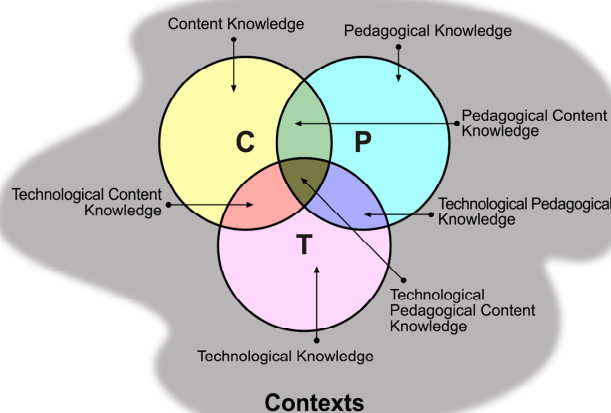 Content Knowledge
Pedagogical Knowledge
C
P
Pedagogical Content
Knowledge
Technological Content
Knowledge
Technological Pedagogical
Knowledge
T
Technological
Pedagogical Content
Knowledge
Technological Knowledge
Contexts